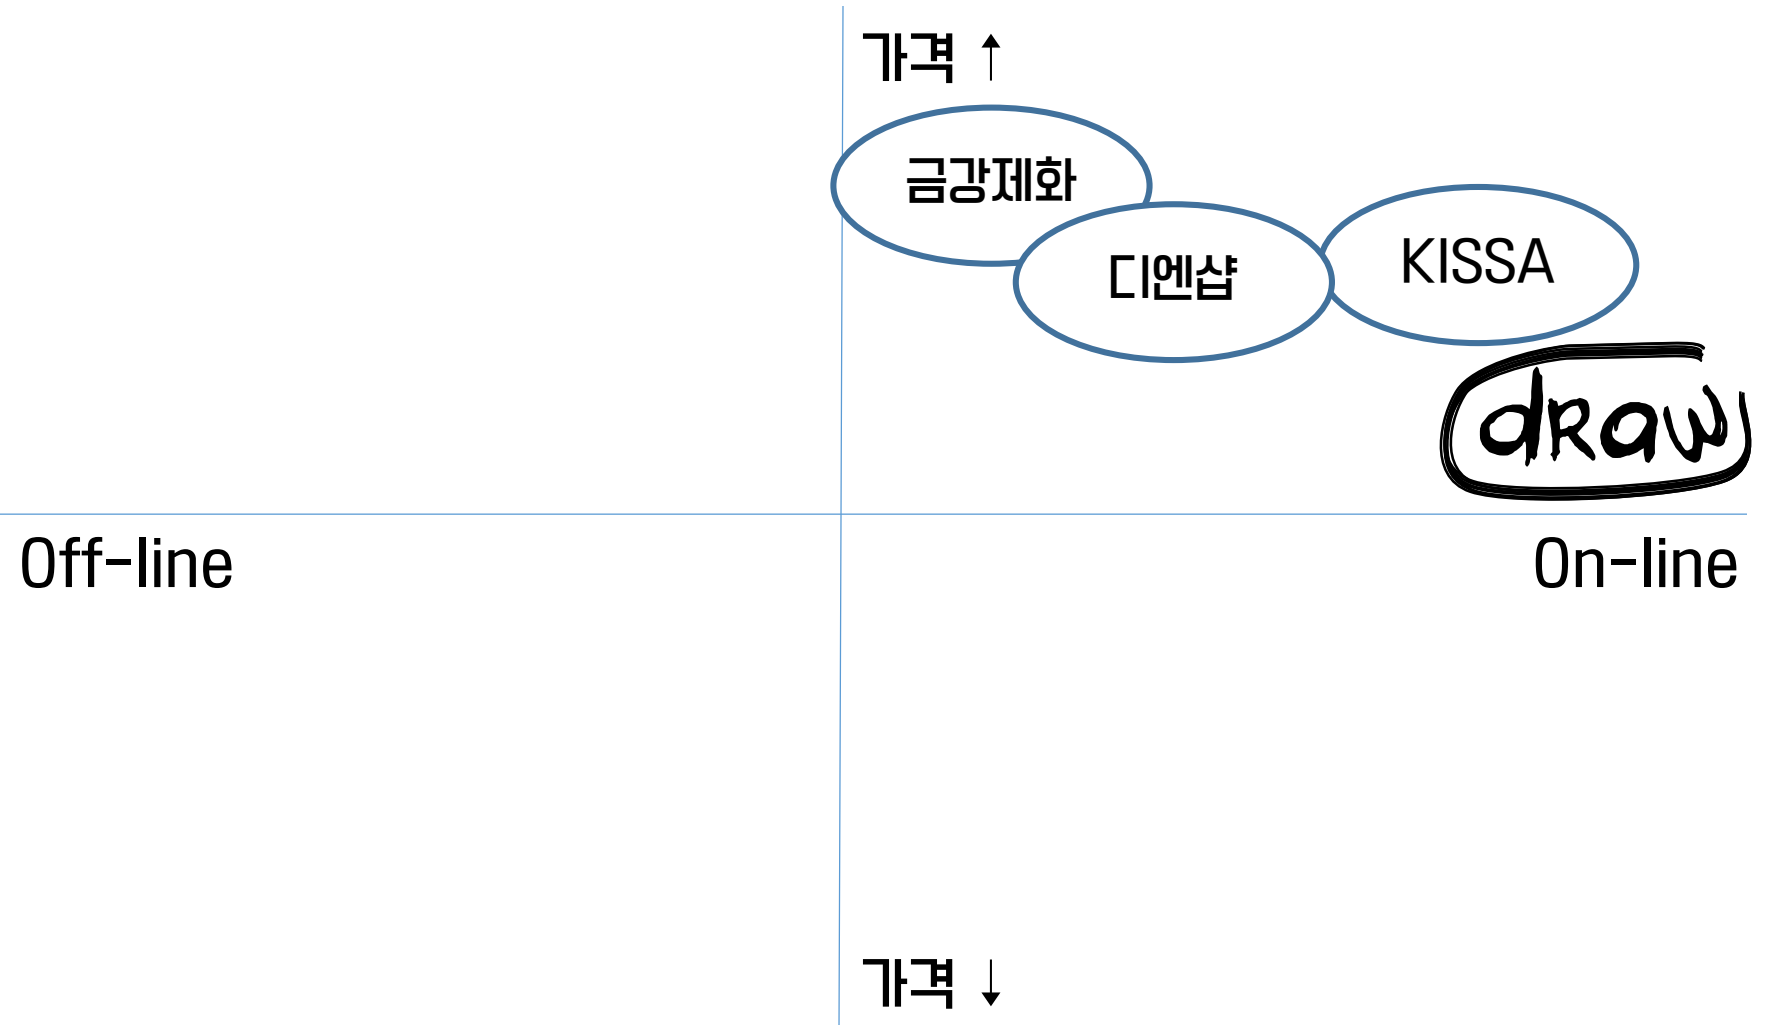 가격 ↑
금강제화
디엔샵
KISSA
dRaw
Off-line
On-line
가격 ↓